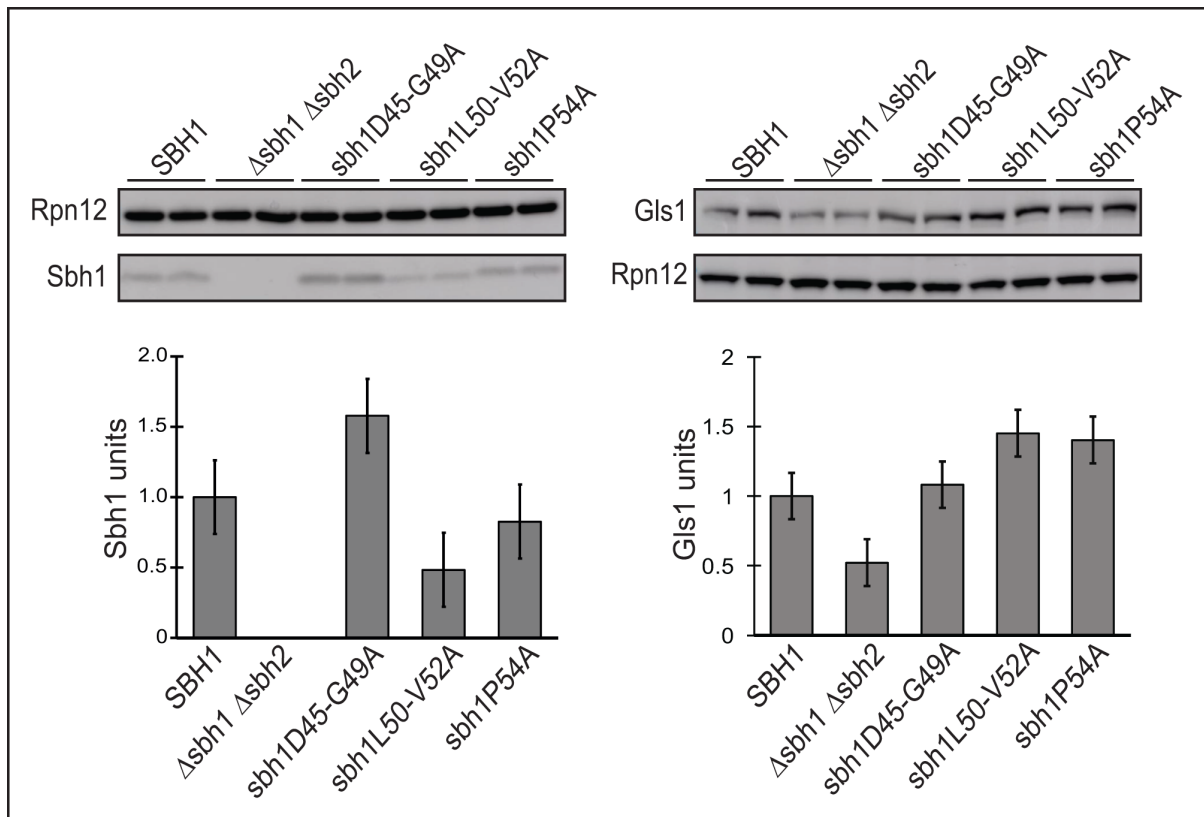 SBH1
Δsbh1 Δsbh2
sbh1D45-G49A
sbh1L50-V52A
sbh1P54A
Rpn12
Sbh1
2.0
1.5
1.0
0.5
0
Sbh1 units
SBH1
Δsbh1 Δsbh2
sbh1D45-G49A
sbh1L50-V52A
sbh1P54A
SBH1
Δsbh1 Δsbh2
sbh1D45-G49A
sbh1L50-V52A
sbh1P54A
Gls1
Rpn12
2
1.5
1
0.5
0
Gls1 units
SBH1
Δsbh1 Δsbh2
sbh1D45-G49A
sbh1L50-V52A
sbh1P54A